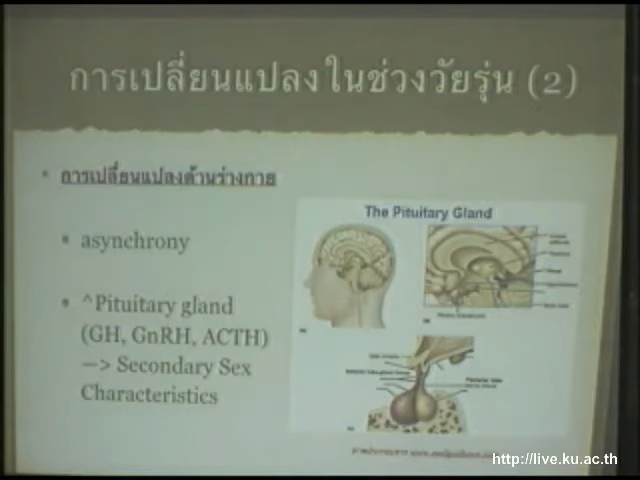 การเปลี่ยนแปลงในช่วงวัยรุ่น (2)
• การเปลี่ยนแปลงด้านร่างกาย
• asynchrony
• ^Pituitary gland
(GH, GnRH, ACTH)
—> Secondary Sex
Characteristics
The Pituitary Gland
http://live.ku.ac.th